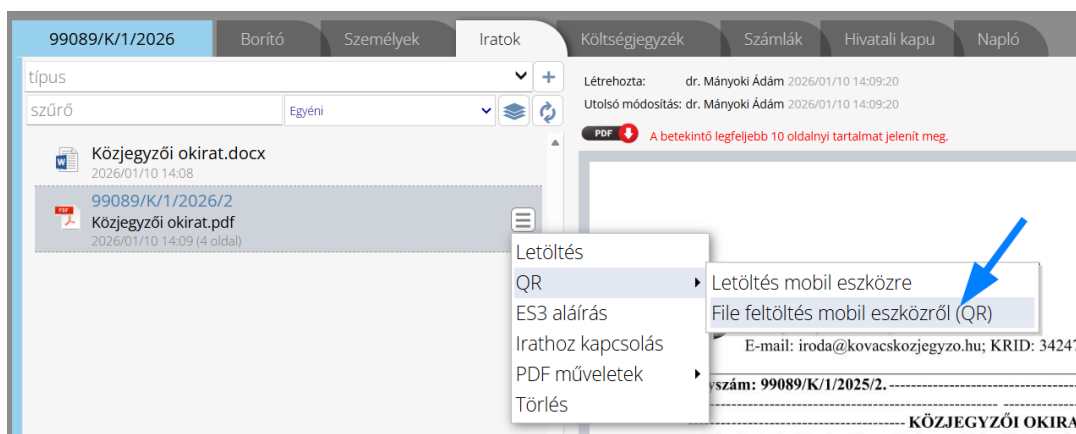 99089/K/1/2026 Borító Személyek Iratok Költségjegyzék Számlák Hivatali kapu Napló
típus
szűrő Egyéni
Létrehozta: dr. Mányoki Ádám 2026/01/10 14:09:20
Utolsó módosítás: dr. Mányoki Ádám 2026/01/10 14:09:20
PDF A betekintő legfeljebb 10 oldalnyi tartalmat jelenít meg.
Közjegyzői okirat.docx
2026/01/10 14:08
99089/K/1/2026/2
Közjegyzői okirat.pdf
2026/01/10 14:09 (4 oldal)
Letöltés
QR
ES3 aláírás
Irathoz kapcsolás
PDF műveletek
Törlés
Letöltés mobil eszközre
File feltöltés mobil eszközről (QR)
E-mail: iroda@kovacskozjegyzo.hu; KRID: 34247
szám: 99089/K/1/2025/2.
KÖZJEGYZŐI OKIRA